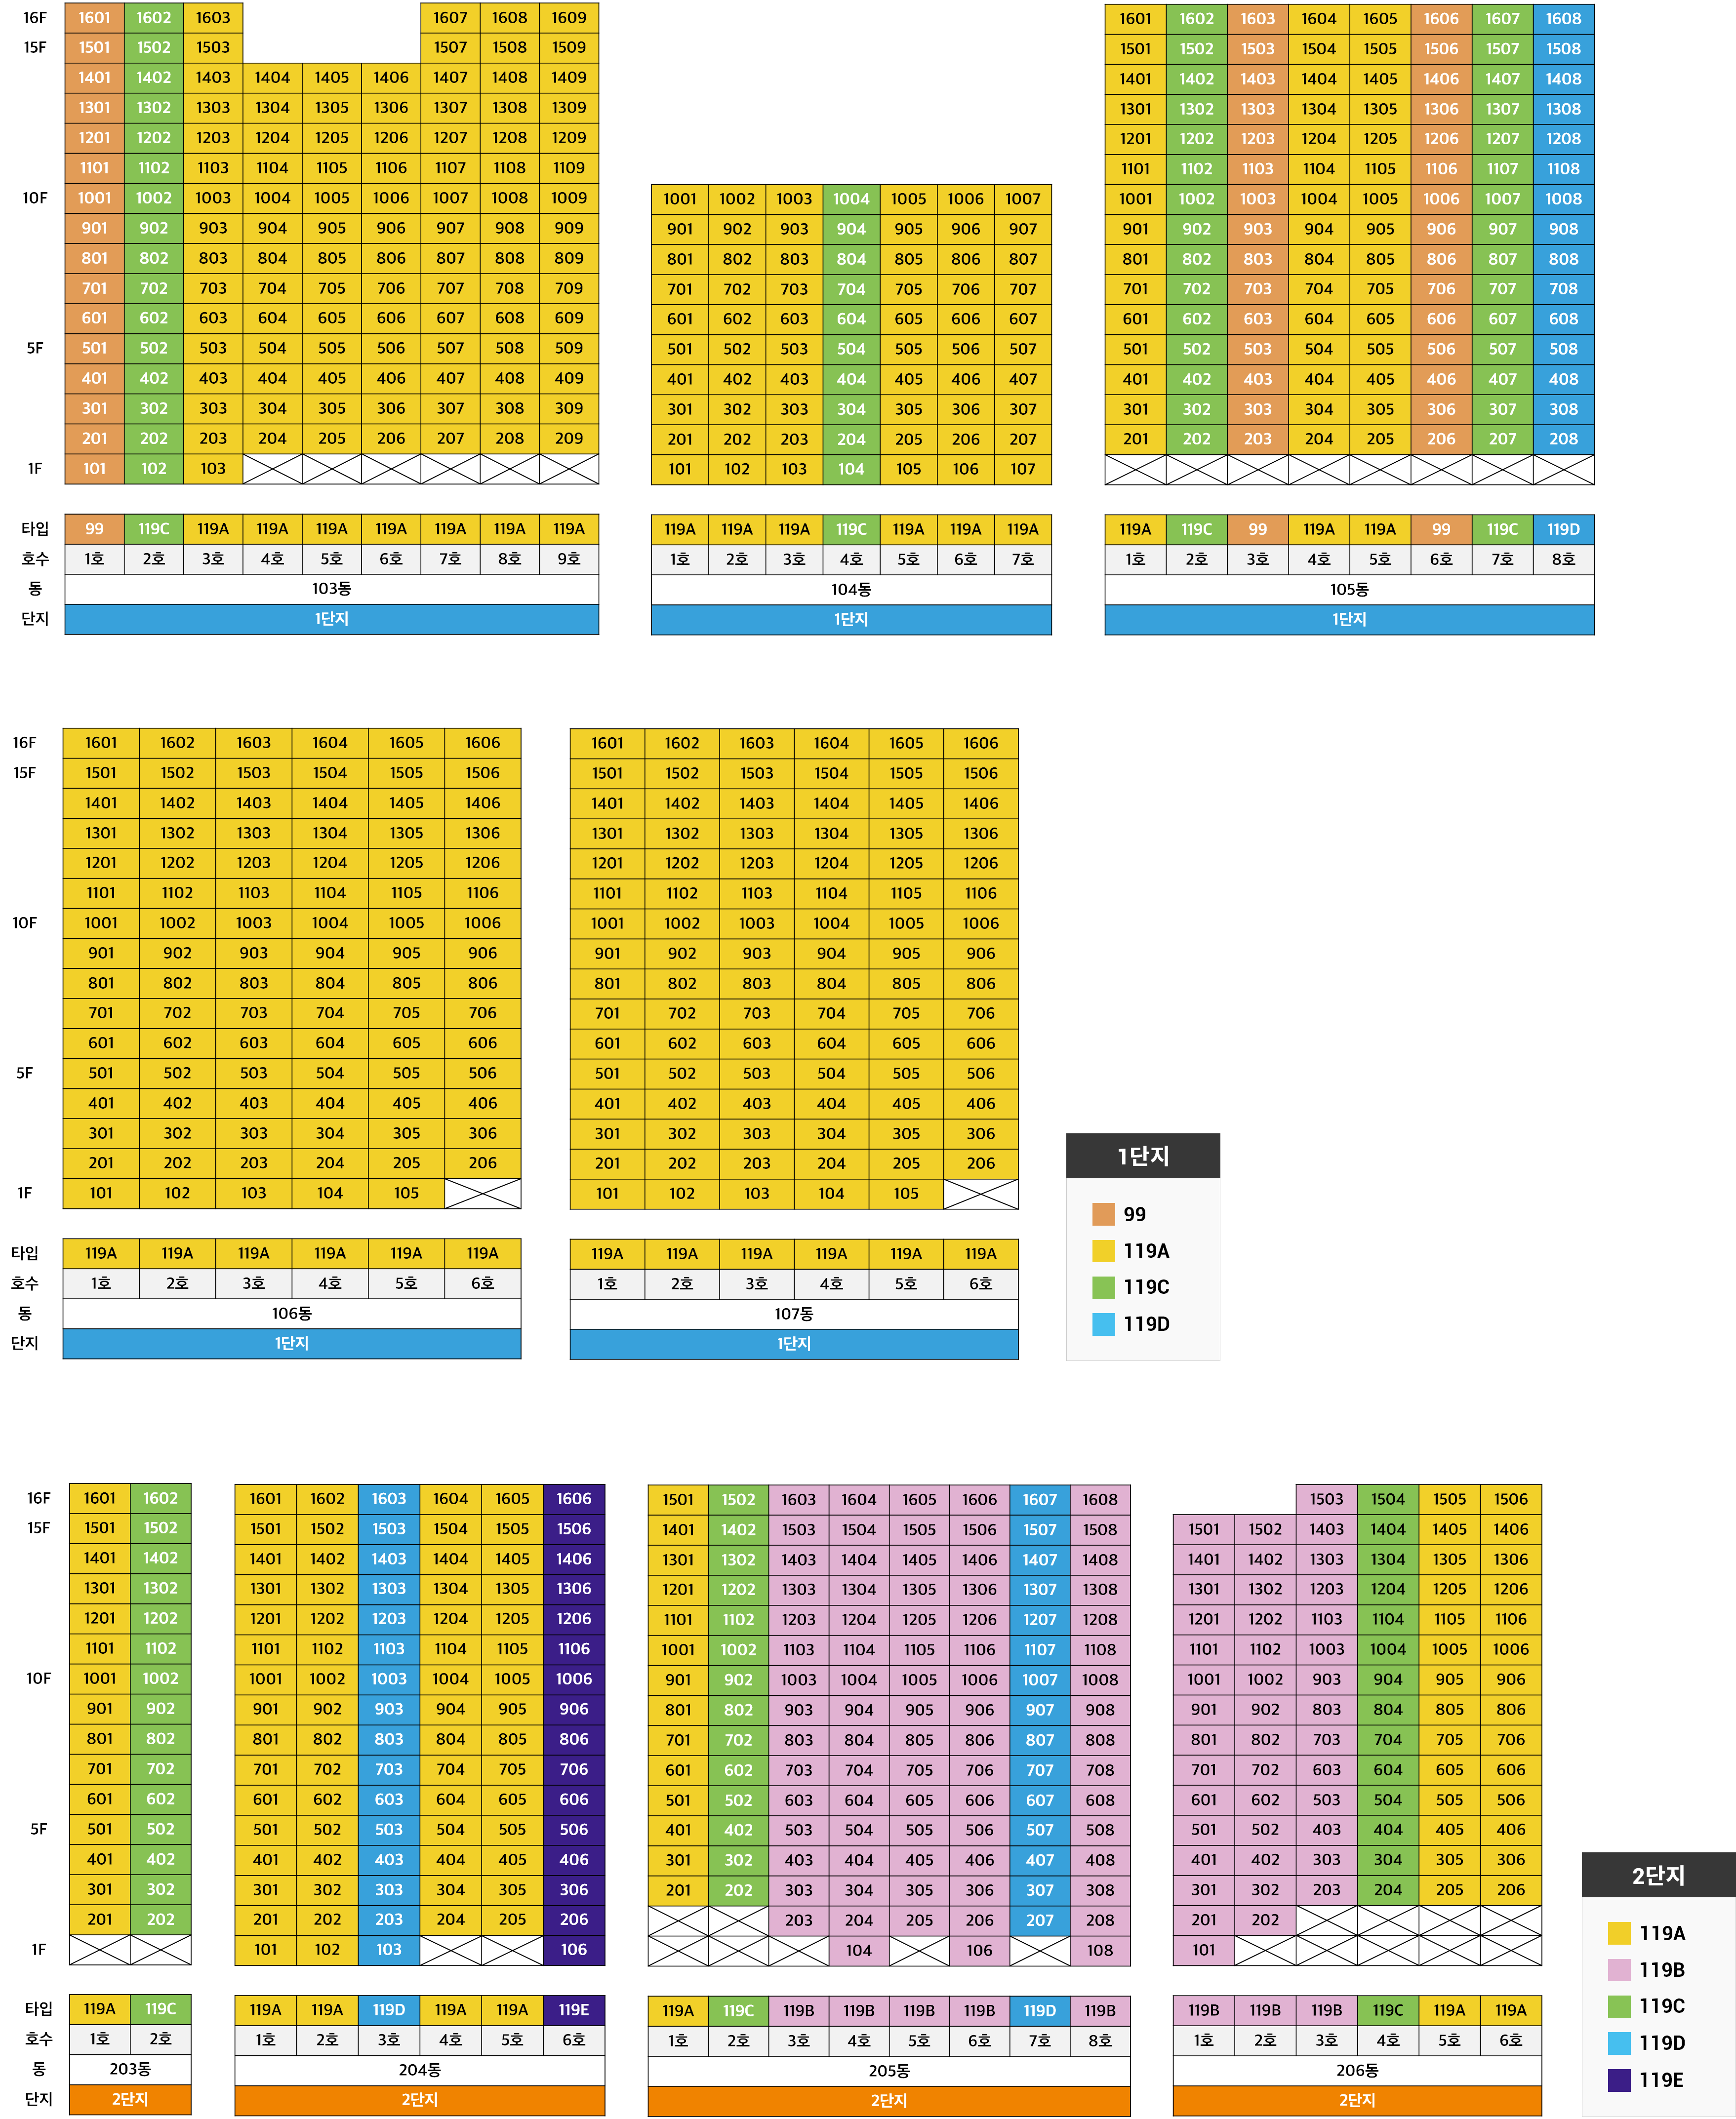 16F 1601 1602 1603 1607 1608 1609 1601 1602 1603 1604 1605 1606 1607 1608
15F 1501 1502 1503 1507 1508 1509 1501 1502 1503 1504 1505 1506 1507 1508
1401 1402 1403 1404 1405 1406 1407 1408 1409 1401 1402 1403 1404 1405 1406 1407 1408
1301 1302 1303 1304 1305 1306 1307 1308 1309 1301 1302 1303 1304 1305 1306 1307 1308
1201 1202 1203 1204 1205 1206 1207 1208 1209 1201 1202 1203 1204 1205 1206 1207 1208
1101 1102 1103 1104 1105 1106 1107 1108 1109 1101 1102 1103 1104 1105 1106 1107 1108
10F 1001 1002 1003 1004 1005 1006 1007 1008 1009 1001 1002 1003 1004 1005 1006 1007 1001 1002 1003 1004 1005 1006 1007 1008
901 902 903 904 905 906 907 908 909 901 902 903 904 905 906 907 901 902 903 904 905 906 907 908
801 802 803 804 805 806 807 808 809 801 802 803 804 805 806 807 801 802 803 804 805 806 807 808
701 702 703 704 705 706 707 708 709 701 702 703 704 705 706 707 701 702 703 704 705 706 707 708
601 602 603 604 605 606 607 608 609 601 602 603 604 605 606 607 601 602 603 604 605 606 607 608
5F 501 502 503 504 505 506 507 508 509 501 502 503 504 505 506 507 501 502 503 504 505 506 507 508
401 402 403 404 405 406 407 408 409 401 402 403 404 405 406 407 401 402 403 404 405 406 407 408
301 302 303 304 305 306 307 308 309 301 302 303 304 305 306 307 301 302 303 304 305 306 307 308
201 202 203 204 205 206 207 208 209 201 202 203 204 205 206 207 201 202 203 204 205 206 207 208
1F 101 102 103 101 102 103 104 105 106 107
타입 99 119C 119A 119A 119A 119A 119A 119A 119A 119A 119A 119A 119C 119A 119A 119A 119A 119C 99 119A 119A 99 119C 119D
호수 1호 2호 3호 4호 5호 6호 7호 8호 9호 1호 2호 3호 4호 5호 6호 7호 1호 2호 3호 4호 5호 6호 7호 8호
동 103동 104동 105동
단지 1단지 1단지 1단지
16F 1601 1602 1603 1604 1605 1606 1601 1602 1603 1604 1605 1606
15F 1501 1502 1503 1504 1505 1506 1501 1502 1503 1504 1505 1506
1401 1402 1403 1404 1405 1406 1401 1402 1403 1404 1405 1406
1301 1302 1303 1304 1305 1306 1301 1302 1303 1304 1305 1306
1201 1202 1203 1204 1205 1206 1201 1202 1203 1204 1205 1206
1101 1102 1103 1104 1105 1106 1101 1102 1103 1104 1105 1106
10F 1001 1002 1003 1004 1005 1006 1001 1002 1003 1004 1005 1006
901 902 903 904 905 906 901 902 903 904 905 906
801 802 803 804 805 806 801 802 803 804 805 806
701 702 703 704 705 706 701 702 703 704 705 706
601 602 603 604 605 606 601 602 603 604 605 606
5F 501 502 503 504 505 506 501 502 503 504 505 506
401 402 403 404 405 406 401 402 403 404 405 406
301 302 303 304 305 306 301 302 303 304 305 306
201 202 203 204 205 206 201 202 203 204 205 206
1F 101 102 103 104 105 101 102 103 104 105
타입 119A 119A 119A 119A 119A 119A 119A 119A 119A 119A 119A 119A
호수 1호 2호 3호 4호 5호 6호 1호 2호 3호 4호 5호 6호
동 106동 107동
단지 1단지 1단지
1단지
99
119A
119C
119D
16F 1601 1602 1601 1602 1603 1604 1605 1606 1501 1502 1603 1604 1605 1606 1607 1608 1503 1504 1505 1506
15F 1501 1502 1501 1502 1503 1504 1505 1506 1401 1402 1503 1504 1505 1506 1507 1508 1501 1502 1403 1404 1405 1406
1401 1402 1401 1402 1403 1404 1405 1406 1301 1302 1403 1404 1405 1406 1407 1408 1401 1402 1303 1304 1305 1306
1301 1302 1301 1302 1303 1304 1305 1306 1201 1202 1303 1304 1305 1306 1307 1308 1301 1302 1203 1204 1205 1206
1201 1202 1201 1202 1203 1204 1205 1206 1101 1102 1203 1204 1205 1206 1207 1208 1201 1202 1103 1104 1105 1106
1101 1102 1101 1102 1103 1104 1105 1106 1001 1002 1103 1104 1105 1106 1107 1108 1101 1102 1003 1004 1005 1006
10F 1001 1002 1001 1002 1003 1004 1005 1006 901 902 1003 1004 1005 1006 1007 1008 1001 1002 903 904 905 906
901 902 901 902 903 904 905 906 801 802 903 904 905 906 907 908 901 902 803 804 805 806
801 802 801 802 803 804 805 806 701 702 803 804 805 806 807 808 801 802 703 704 705 706
701 702 701 702 703 704 705 706 601 602 703 704 705 706 707 708 701 702 603 604 605 606
601 602 601 602 603 604 605 606 501 502 603 604 605 606 607 608 601 602 503 504 505 506
5F 501 502 501 502 503 504 505 506 401 402 503 504 505 506 507 508 501 502 403 404 405 406
401 402 401 402 403 404 405 406 301 302 403 404 405 406 407 408 401 402 303 304 305 306
301 302 301 302 303 304 305 306 201 202 303 304 305 306 307 308 301 302 203 204 205 206
201 202 201 202 203 204 205 206 203 204 205 206 207 208 201 202
1F 101 102 103 106 104 106 108 101
타입 119A 119C 119A 119A 119D 119A 119A 119E 119A 119C 119B 119B 119B 119B 119D 119B 119B 119B 119B 119C 119A 119A
호수 1호 2호 1호 2호 3호 4호 5호 6호 1호 2호 3호 4호 5호 6호 7호 8호 1호 2호 3호 4호 5호 6호
동 203동 204동 205동 206동
단지 2단지 2단지 2단지 2단지
2단지
119A
119B
119C
119D
119E